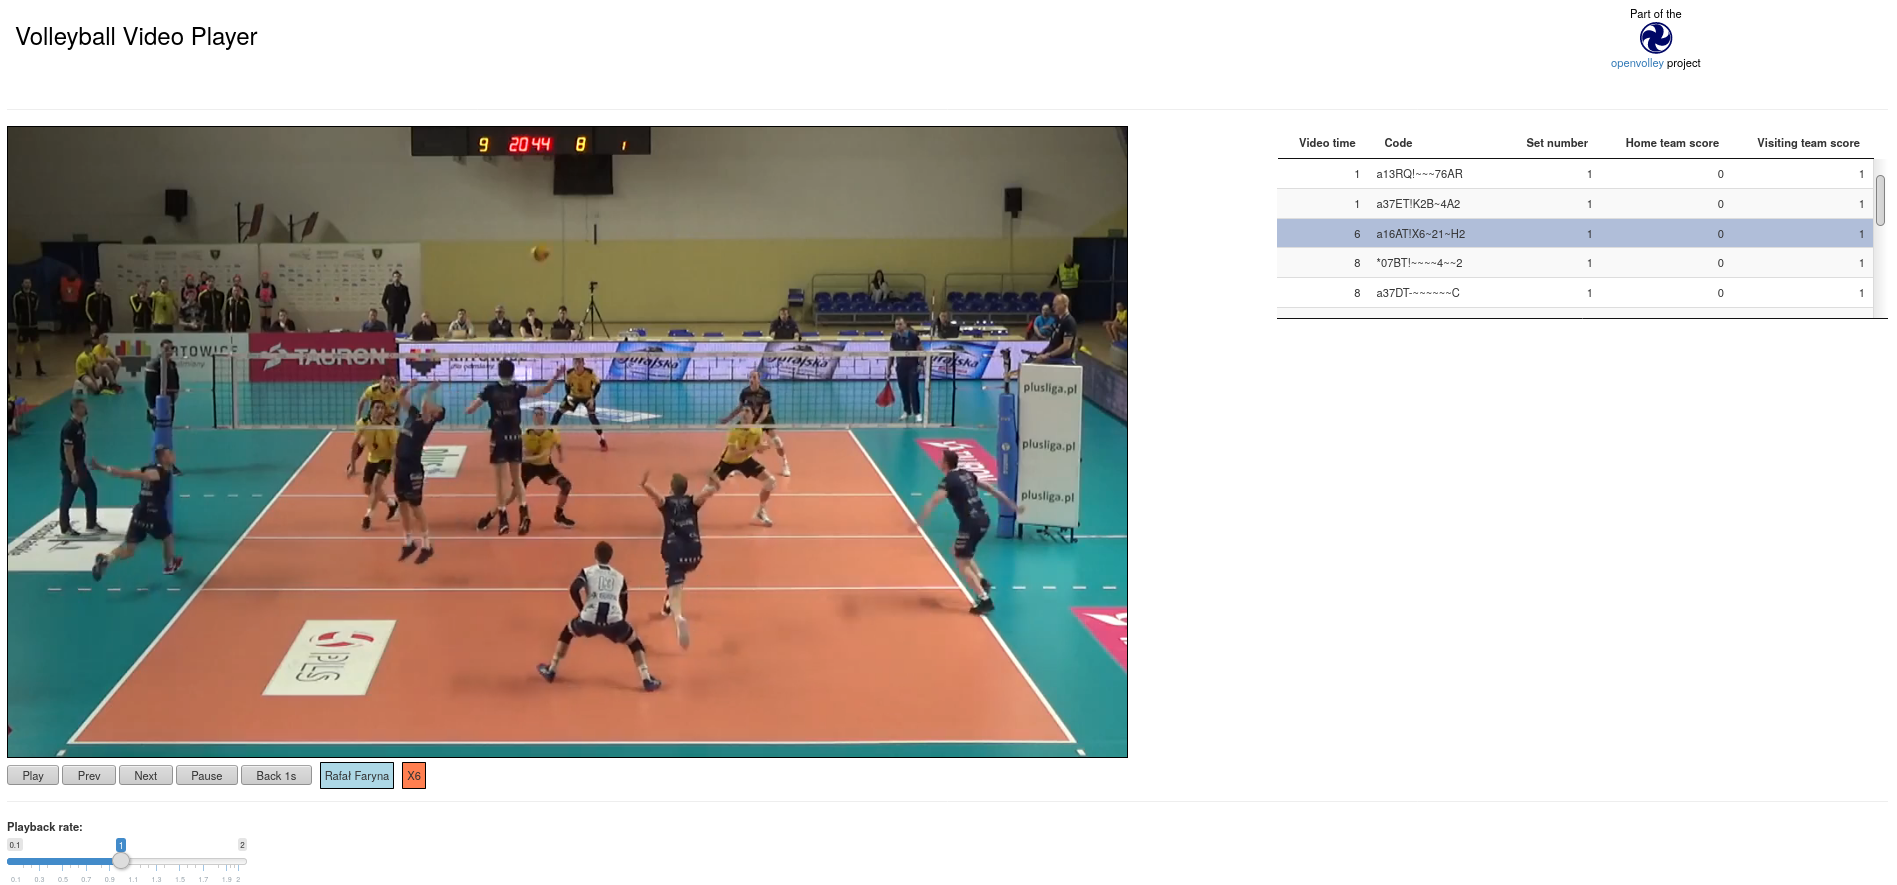 Volleyball Video Player
Part of the
openvolley project
9 20:44 8 1
KATOWICE
TAURON
Jurajska
Jurajska
plusliga.pl
plusliga.pl
plusliga.pl
PLS
Video time Code Set number Home team score Visiting team score
1 a13RQ!~~~76AR 1 0 1
1 a37ET!K2B~4A2 1 0 1
6 a16AT!X6~21~H2 1 0 1
8 *07BT!~~~~4~~2 1 0 1
8 a37DT-~~~~~~C 1 0 1
Play Prev Next Pause Back 1s Rafał Faryna X6
Playback rate:
0.1 1 2
0.1 0.3 0.5 0.7 0.9 1.1 1.3 1.5 1.7 1.9 2